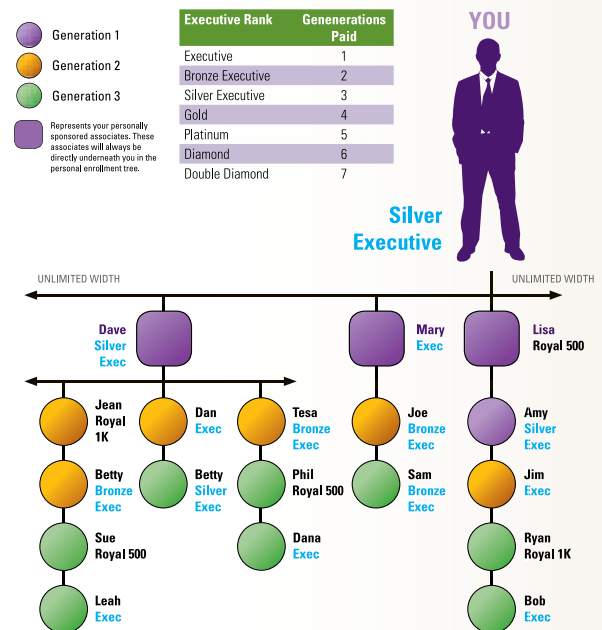 Generation 1
Generation 2
Generation 3
Represents your personally
sponsored associates. These
associates will always be
directly underneath you in the
personal enrollment tree.
Executive Rank Genenerations
Paid
Executive 1
Bronze Executive 2
Silver Executive 3
Gold 4
Platinum 5
Diamond 6
Double Diamond 7
YOU
Silver
Executive
UNLIMITED WIDTH
UNLIMITED WIDTH
Dave
Silver
Exec
Mary
Exec
Lisa
Royal 500
Jean
Royal
1K
Dan
Exec
Tesa
Bronze
Exec
Joe
Bronze
Exec
Amy
Silver
Exec
Betty
Bronze
Exec
Betty
Silver
Exec
Phil
Royal 500
Sam
Bronze
Exec
Jim
Exec
Sue
Royal 500
Dana
Exec
Ryan
Royal 1K
Leah
Exec
Bob
Exec